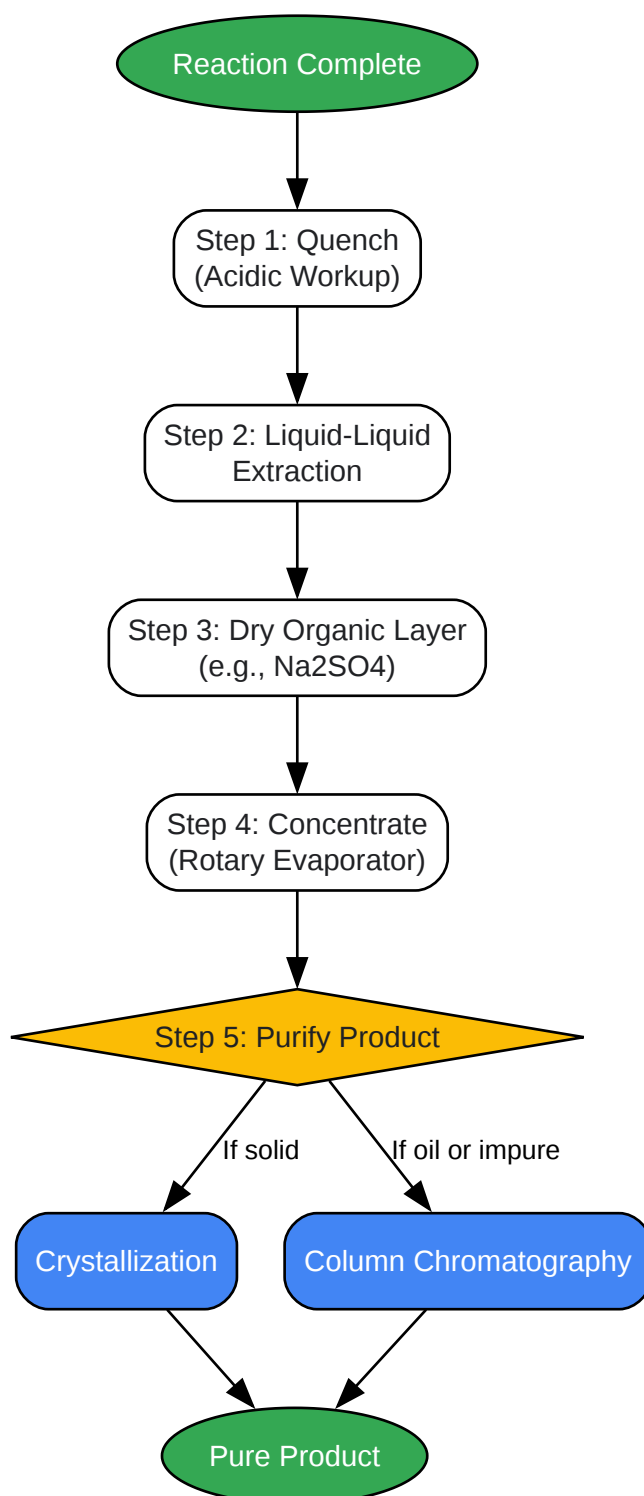 Reaction Complete
Step 1: Quench
(Acidic Workup)
Step 2: Liquid-Liquid
Extraction
Step 3: Dry Organic Layer
(e.g., Na2SO4)
Step 4: Concentrate
(Rotary Evaporator)
Step 5: Purify Product
If solid
If oil or impure
Crystallization
Column Chromatography
Pure Product